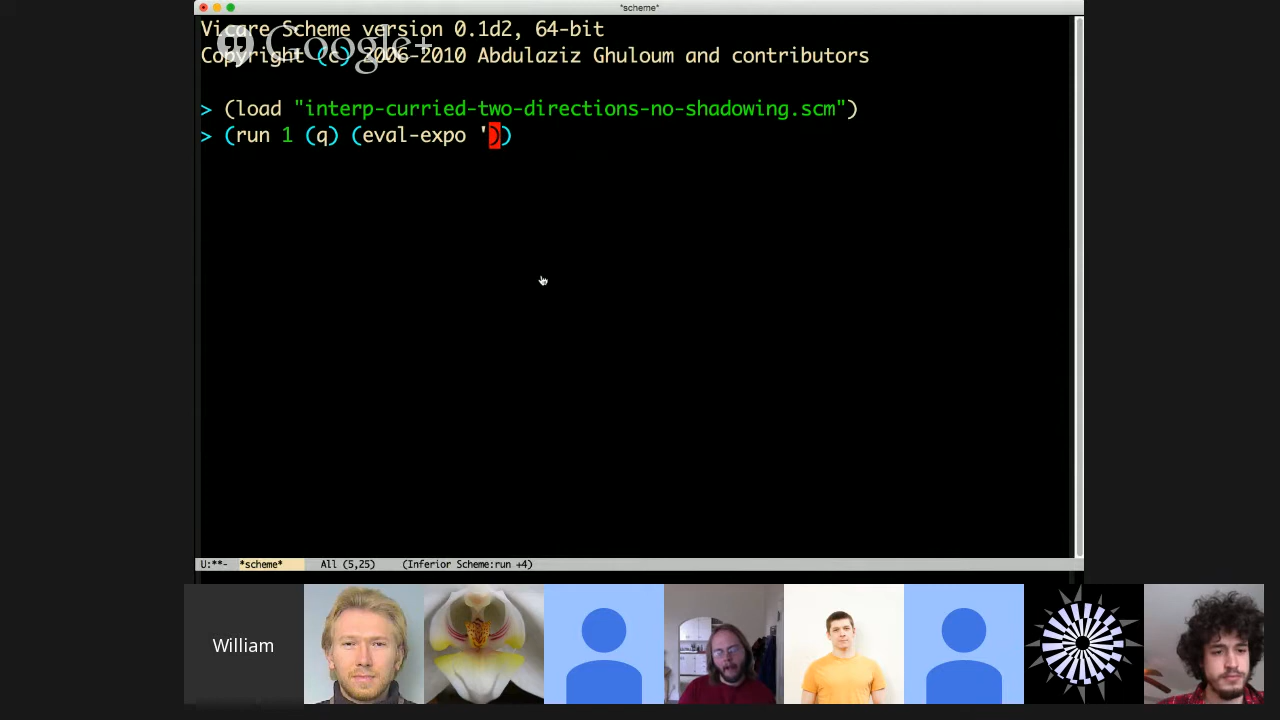 *scheme*
Vicare Scheme version 0.1d2, 64-bit
Google+
Copyright (c) 2006-2010 Abdulaziz Ghuloum and contributors
> (load "interp-curried-two-directions-no-shadowing.scm")
> (run 1 (q) (eval-expo '))
U:**- *scheme* All (5,25) (Inferior Scheme:run +4)
William